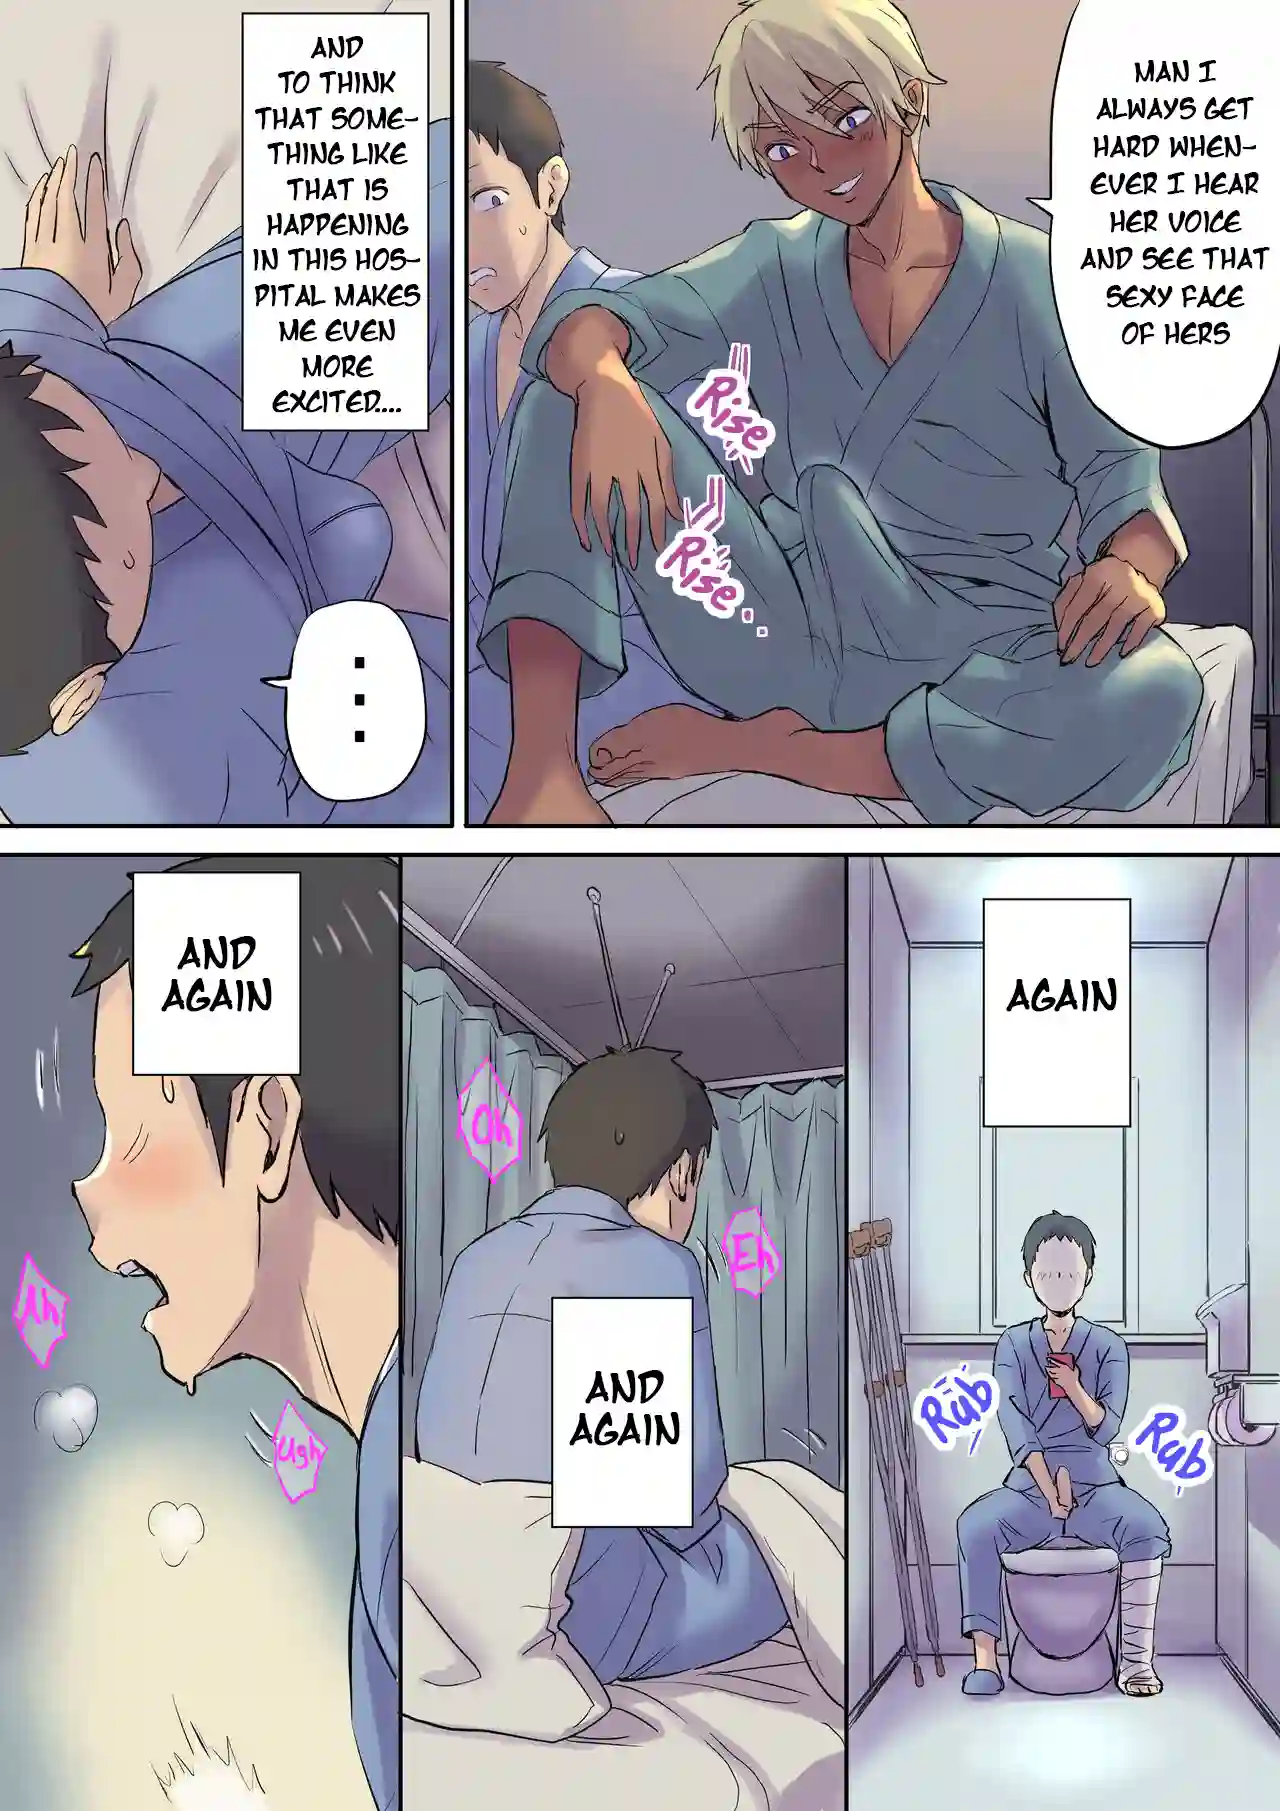 MAN I
ALWAYS GET
HARD WHEN-
EVER I HEAR
HER VOICE
AND SEE THAT
SEXY FACE
OF HERS
Rise
Rise..
AND
TO THINK
THAT SOME-
THING LIKE
THAT IS
HAPPENING
IN THIS HOS-
PITAL MAKES
ME EVEN
MORE
EXCITED....
...
AGAIN
Rub
Rub
Oh
Eh
AND
AGAIN
AND
AGAIN
Ah
Ugh